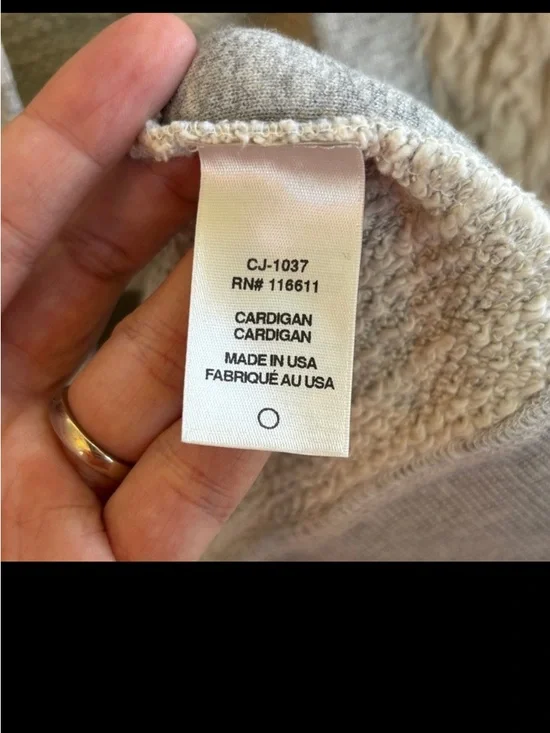 CJ-1037
RN# 116611
CARDIGAN
CARDIGAN
MADE IN USA
FABRIQUÉ AU USA